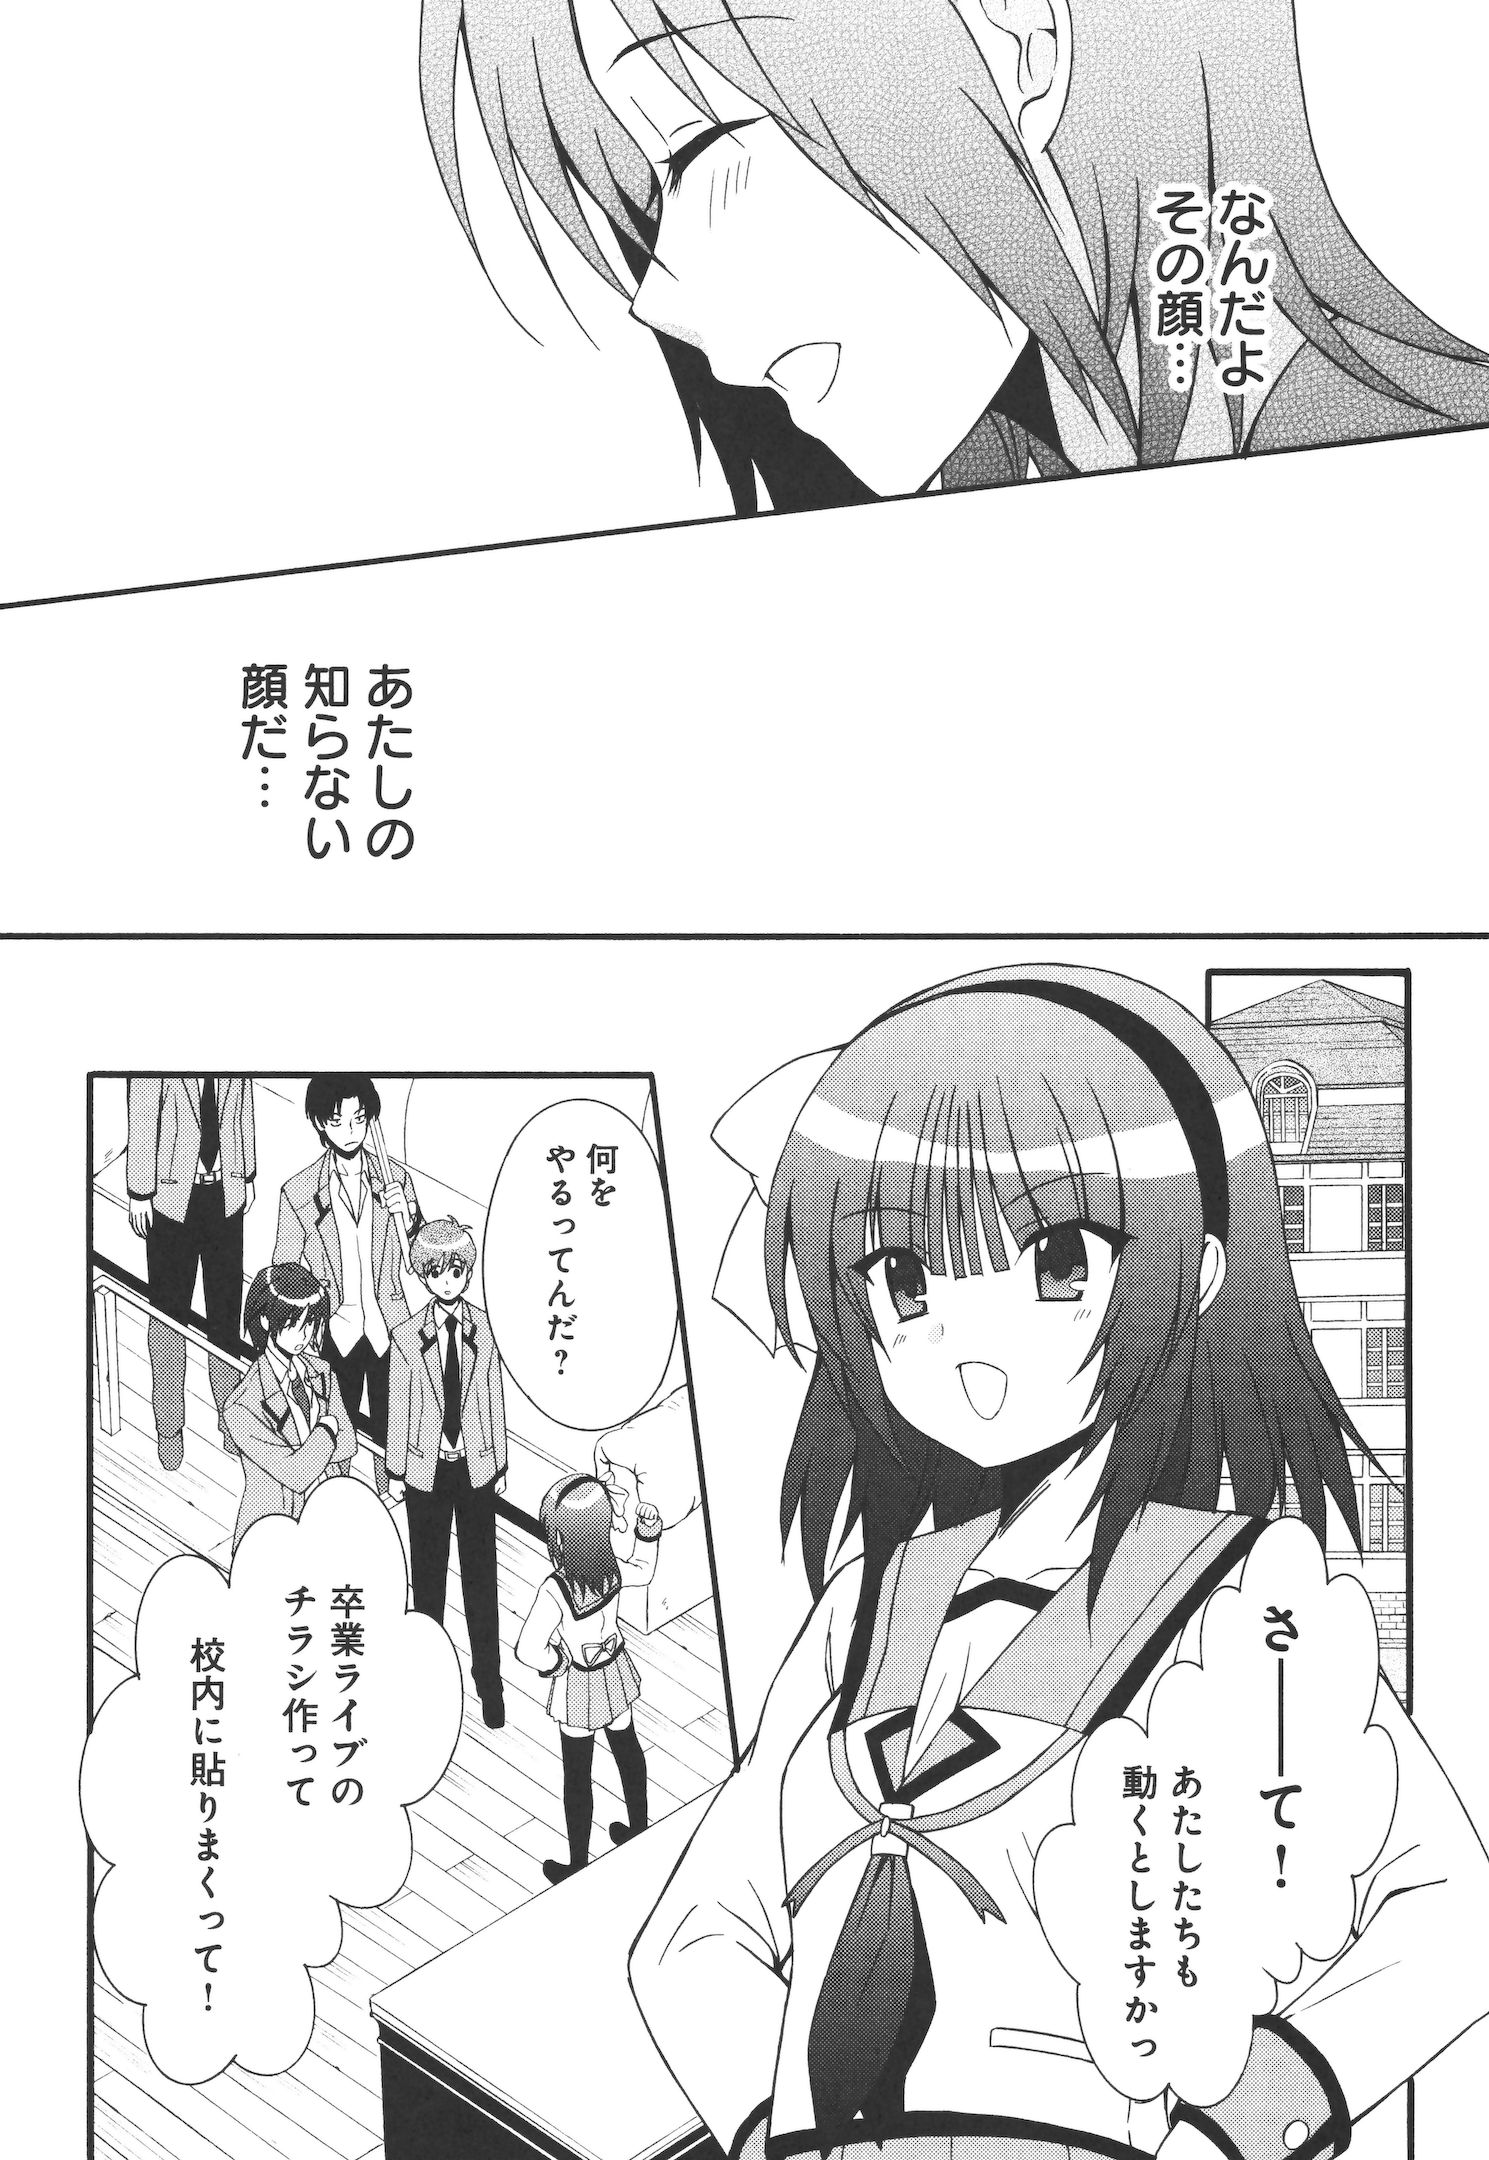 なんだよ
その顔…
あたしの
知らない
顔だ…
さーて！
あたしたちも
動くとしますかっ
何を
やるってんだ？
卒業ライブの
チラシ作って
校内に貼りまくって！